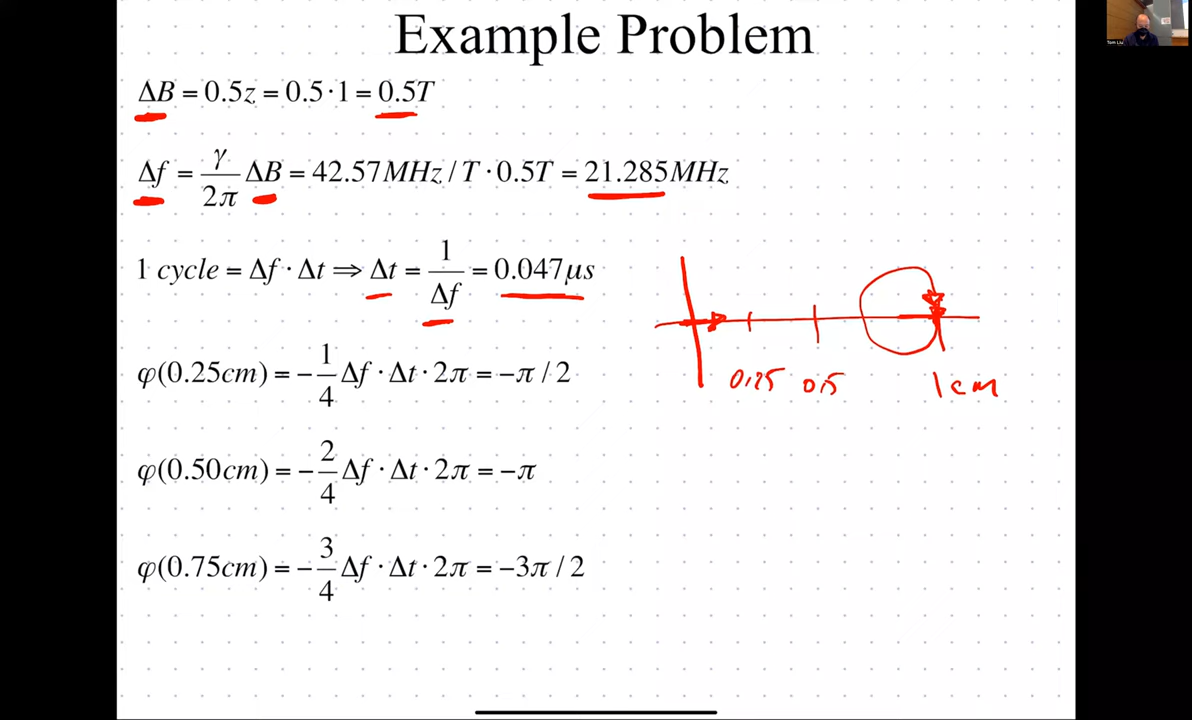 Example Problem
Tom Liu
ΔB = 0.5z = 0.5·1 = 0.5T
Δf = γ/2π ΔB = 42.57MHz / T ·0.5T = 21.285MHz
1 cycle = Δf · Δt ⇒ Δt = 1/Δf = 0.047μs
φ(0.25cm) = −1/4 Δf · Δt · 2π = −π / 2
0.25 0.5 1cm
φ(0.50cm) = −2/4 Δf · Δt · 2π = −π
φ(0.75cm) = −3/4 Δf · Δt · 2π = −3π / 2